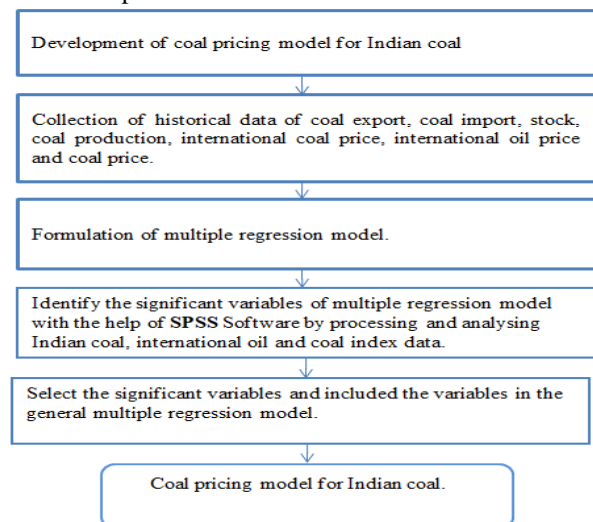 Development of coal pricing model for Indian coal
Collection of historical data of coal export, coal import, stock,
coal production, international coal price, international oil price
and coal price.
Formulation of multiple regression model.
Identify the significant variables of multiple regression model
with the help of SPSS Software by processing and analysing
Indian coal, international oil and coal index data.
Select the significant variables and included the variables in the
general multiple regression model.
Coal pricing model for Indian coal.